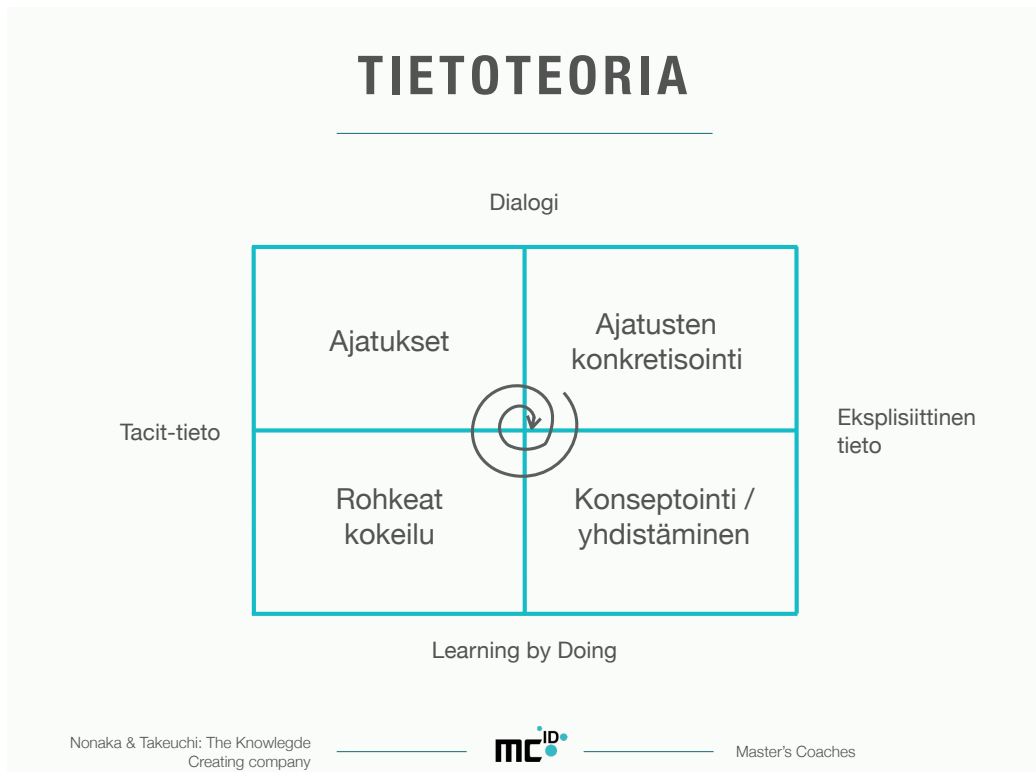 TIETOTEORIA
Dialogi
Ajatukset
Ajatusten
konkretisointi
Tacit-tieto
Eksplisiittinen
tieto
Rohkeat
kokeilu
Konseptointi /
yhdistäminen
Learning by Doing
Nonaka & Takeuchi: The Knowlegde
Creating company
mc ID
Master's Coaches